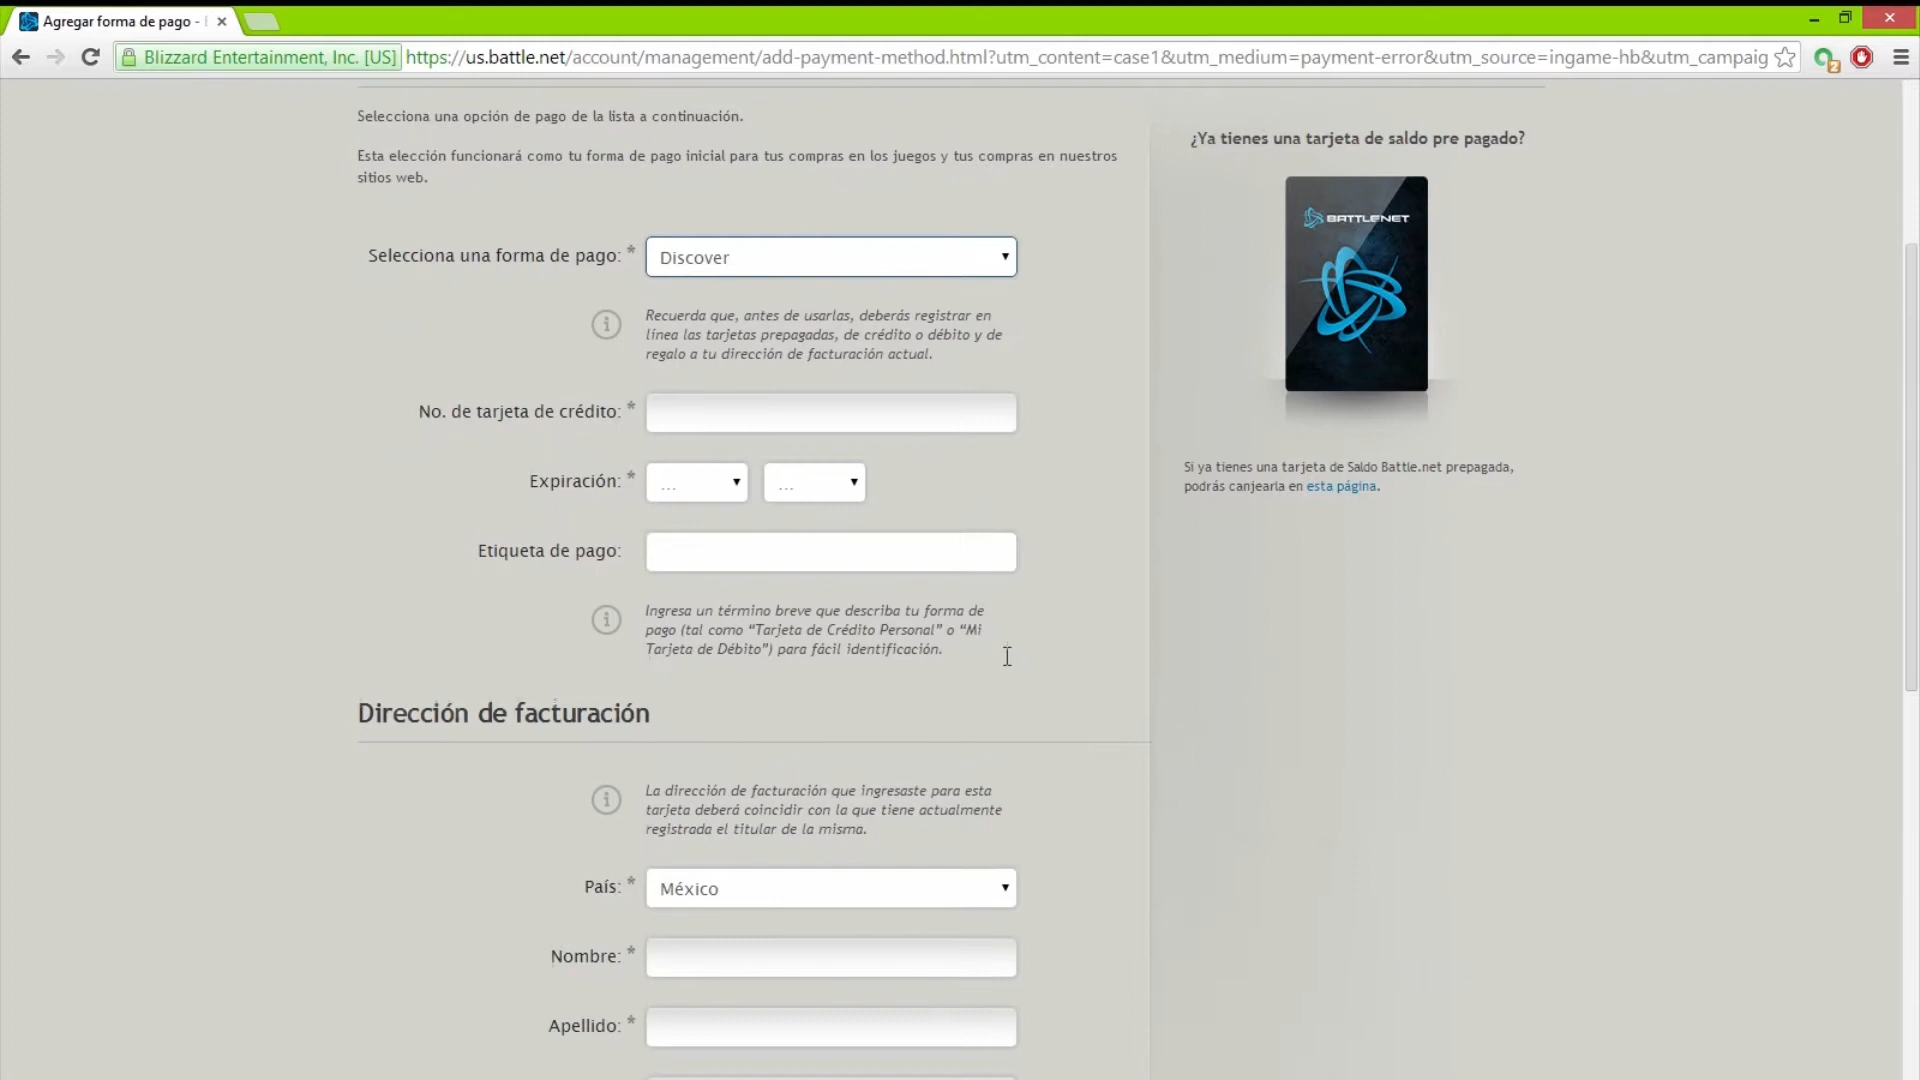 Agregar forma de pago -
Blizzard Entertainment, Inc. [US]
https://us.battle.net/account/management/add-payment-method.html?utm_content=case1&utm_medium=payment-error&utm_source=ingame-hb&utm_campaig
2
Selecciona una opción de pago de la lista a continuación.
¿Ya tienes una tarjeta de saldo pre pagado?
Esta elección funcionará como tu forma de pago inicial para tus compras en los juegos y tus compras en nuestros
sitios web.
BATTLENET
Selecciona una forma de pago: *
Discover
Recuerda que, antes de usarlas, deberás registrar en
línea las tarjetas prepagadas, de crédito o débito y de
regalo a tu dirección de facturación actual.
No. de tarjeta de crédito: *
Si ya tienes una tarjeta de Saldo Battle.net prepagada,
podrás canjearla en esta página.
Expiración: *
... ...
Etiqueta de pago:
Ingresa un término breve que describa tu forma de
pago (tal como “Tarjeta de Crédito Personal” o “Mi
Tarjeta de Débito”) para fácil identificación.
Dirección de facturación
La dirección de facturación que ingresaste para esta
tarjeta deberá coincidir con la que tiene actualmente
registrada el titular de la misma.
País: *
México
Nombre: *
Apellido: *